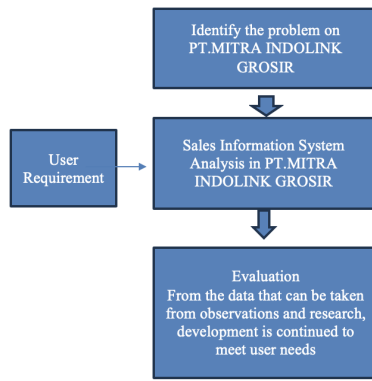 Identify the problem on
PT.MITRA INDOLINK
GROSIR
User
Requirement
Sales Information System
Analysis in PT.MITRA
INDOLINK GROSIR
Evaluation
From the data that can be taken
from observations and research,
development is continued to
meet user needs